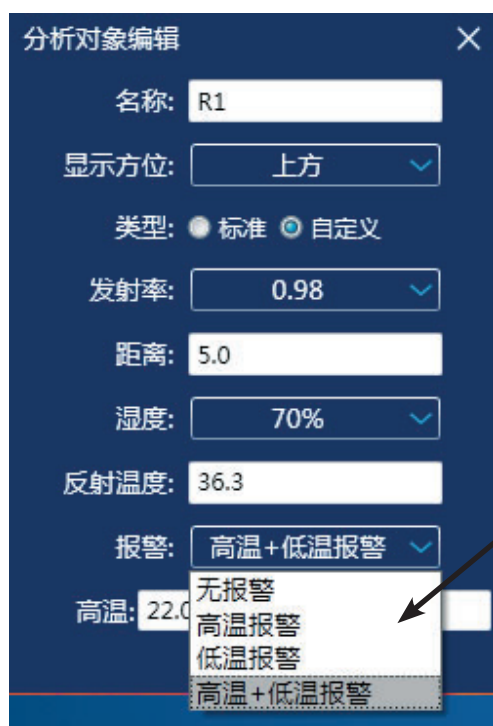 分析对象编辑
名称: R1
显示方位: 上方
类型: 标准 自定义
发射率: 0.98
距离: 5.0
湿度: 70%
反射温度: 36.3
报警: 高温+低温报警
无报警
高温: 22.0
高温报警
低温报警
高温+低温报警